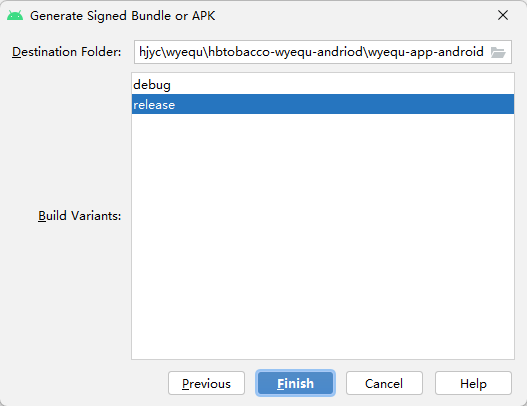 Generate Signed Bundle or APK
Destination Folder: hjyc\wyequ\hbtobacco-wyequ-andriod\wyequ-app-android
debug
release
Build Variants:
Previous Finish Cancel Help